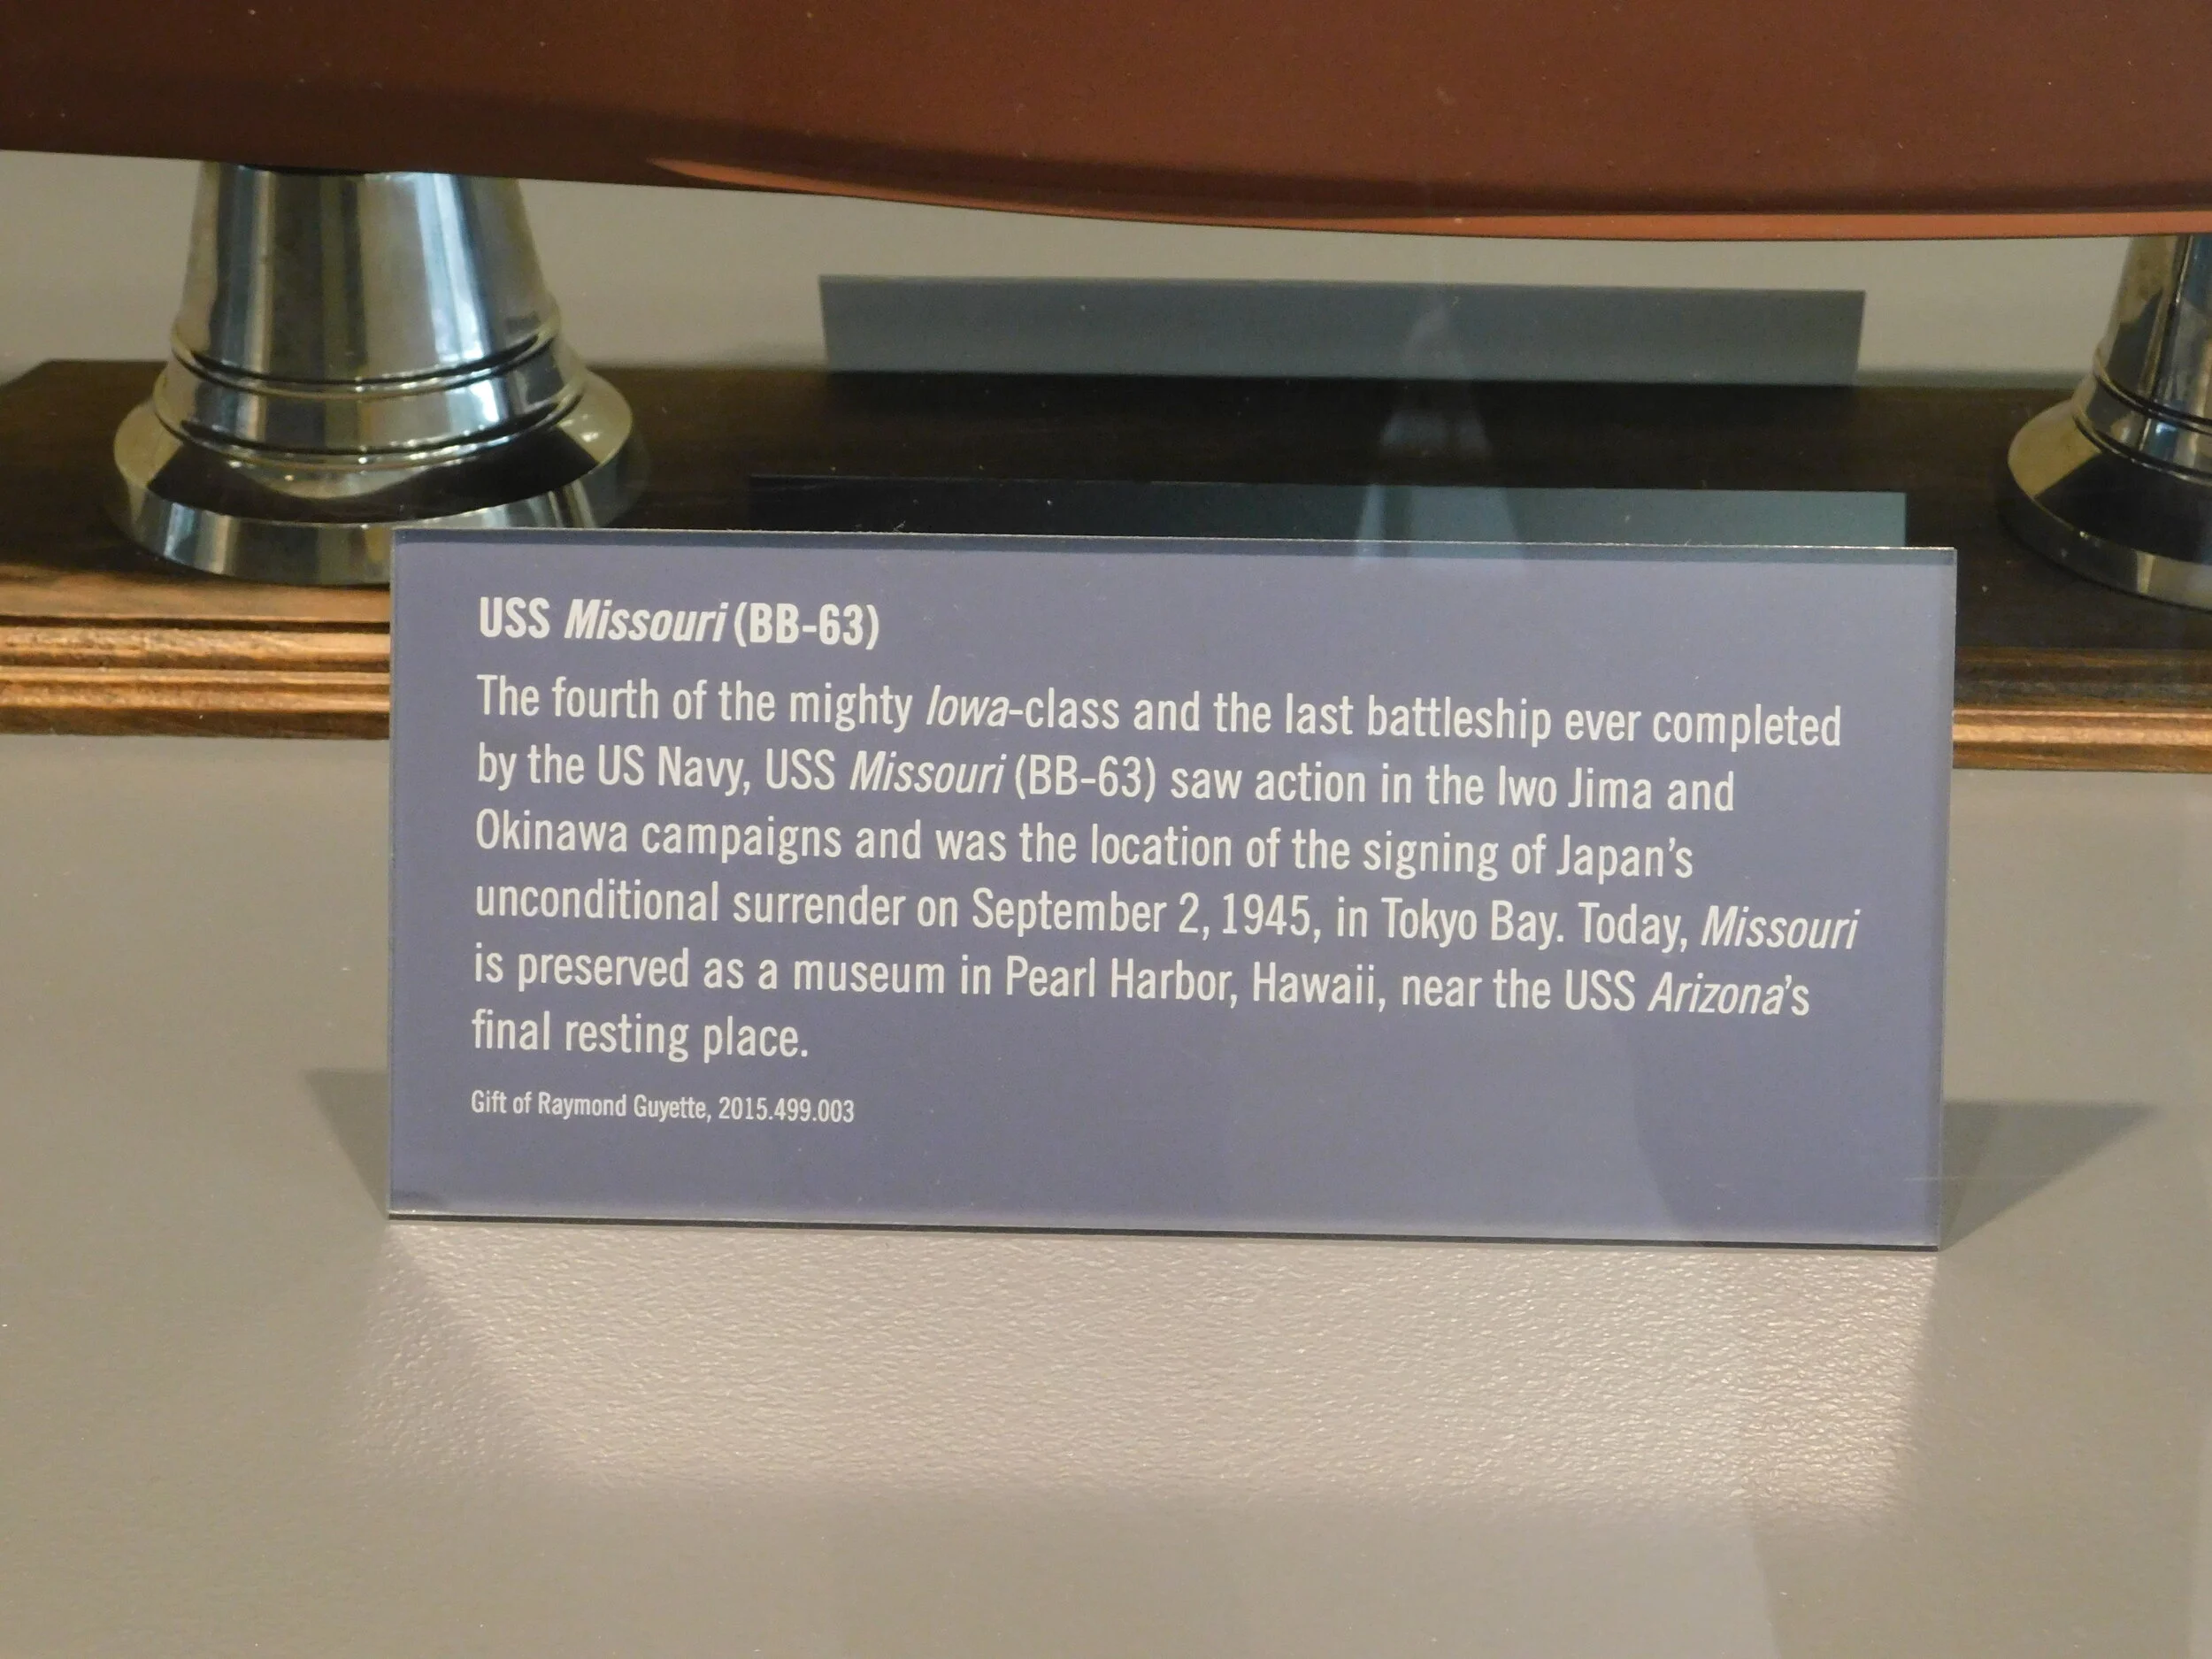 USS Missouri (BB-63)
The fourth of the mighty Iowa-class and the last battleship ever completed
by the US Navy, USS Missouri (BB-63) saw action in the Iwo Jima and
Okinawa campaigns and was the location of the signing of Japan’s
unconditional surrender on September 2, 1945, in Tokyo Bay. Today, Missouri
is preserved as a museum in Pearl Harbor, Hawaii, near the USS Arizona’s
final resting place.
Gift of Raymond Guyette, 2015.499.003